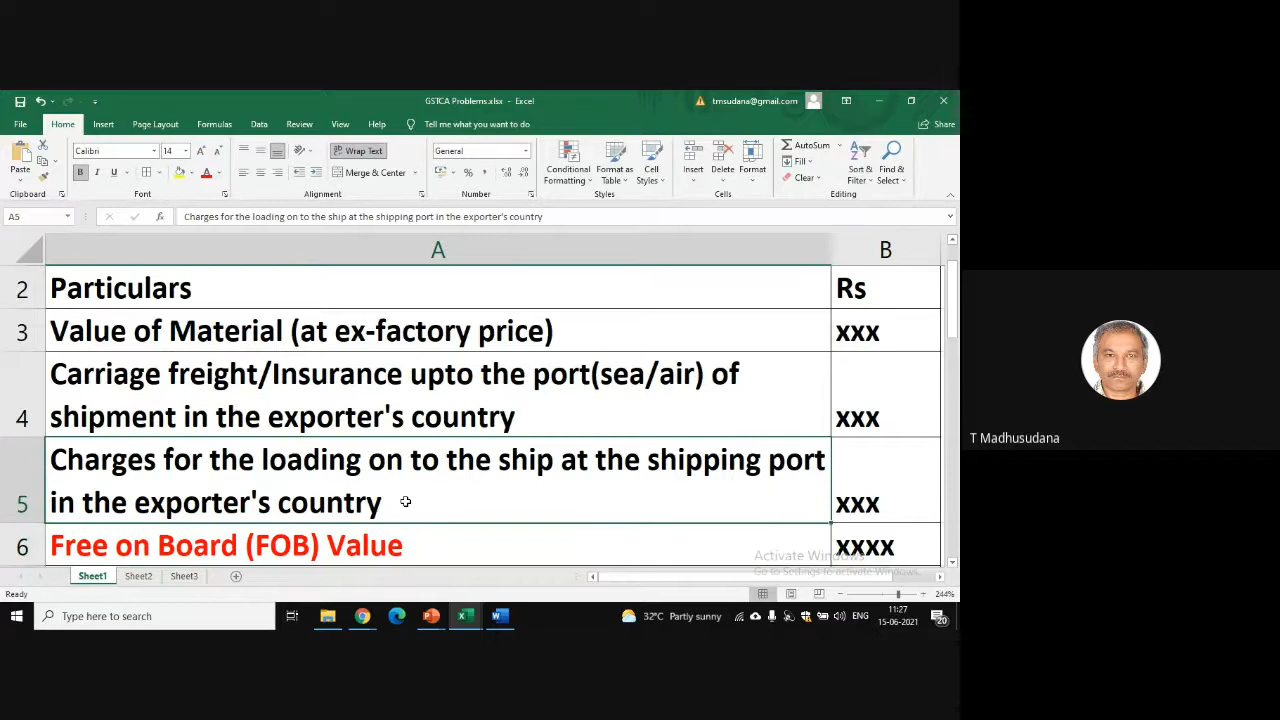 GSTCA Problems.xlsx - Excel
tmsudana@gmail.com
File Home Insert Page Layout Formulas Data Review View Help Tell me what you want to do Share
Paste
Clipboard
Calibri 14
B I U
Font
Wrap Text
Merge & Center
Alignment
General
Number
Conditional Formatting
Format as Table
Cell Styles
Styles
Insert Delete Format
Cells
AutoSum
Fill
Clear
Sort & Filter
Find & Select
Editing
A5 fx Charges for the loading on to the ship at the shipping port in the exporter's country
A B
2 Particulars Rs
3 Value of Material (at ex-factory price) xxx
Carriage freight/Insurance upto the port(sea/air) of
4 shipment in the exporter's country xxx
Charges for the loading on to the ship at the shipping port
5 in the exporter's country xxx
6 Free on Board (FOB) Value xxxx
Activate Windows
Go to Settings to activate Windows.
Sheet1 Sheet2 Sheet3
Ready 244%
Type here to search
32°C Partly sunny ENG
11:27
15-06-2021
20
T Madhusudana